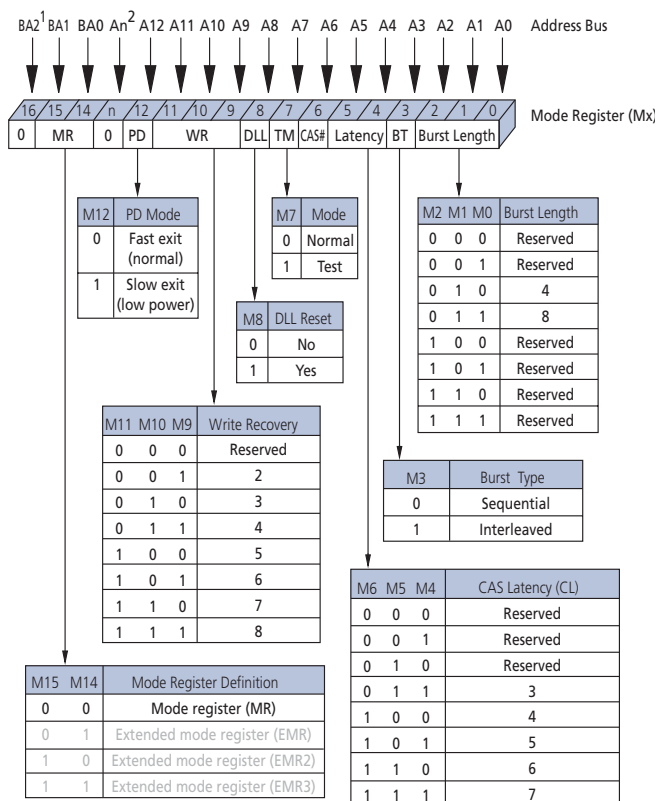 BA2¹ BA1 BA0 An² A12 A11 A10 A9 A8 A7 A6 A5 A4 A3 A2 A1 A0 Address Bus
16 15 14 n 12 11 10 9 8 7 6 5 4 3 2 1 0 Mode Register (Mx)
0 MR 0 PD WR DLL TM CAS# Latency BT Burst Length
M12 PD Mode
0 Fast exit
(normal)
1 Slow exit
(low power)
M7 Mode
0 Normal
1 Test
M2 M1 M0 Burst Length
0 0 0 Reserved
0 0 1 Reserved
0 1 0 4
0 1 1 8
1 0 0 Reserved
1 0 1 Reserved
1 1 0 Reserved
1 1 1 Reserved
M8 DLL Reset
0 No
1 Yes
M11 M10 M9 Write Recovery
0 0 0 Reserved
0 0 1 2
0 1 0 3
0 1 1 4
1 0 0 5
1 0 1 6
1 1 0 7
1 1 1 8
M3 Burst Type
0 Sequential
1 Interleaved
M6 M5 M4 CAS Latency (CL)
0 0 0 Reserved
0 0 1 Reserved
0 1 0 Reserved
0 1 1 3
1 0 0 4
1 0 1 5
1 1 0 6
1 1 1 7
M15 M14 Mode Register Definition
0 0 Mode register (MR)
0 1 Extended mode register (EMR)
1 0 Extended mode register (EMR2)
1 1 Extended mode register (EMR3)